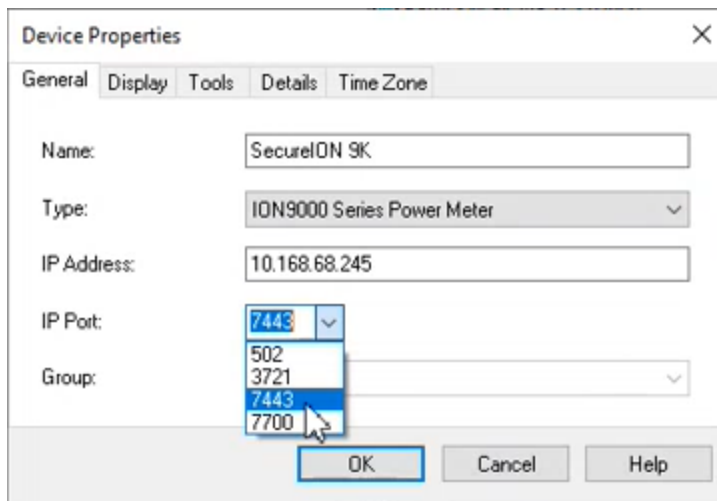 Device Properties
General Display Tools Details Time Zone
Name: SecureION 9K
Type: ION9000 Series Power Meter
IP Address: 10.168.68.245
IP Port: 7443
502
3721
Group:
7443
7700
OK Cancel Help